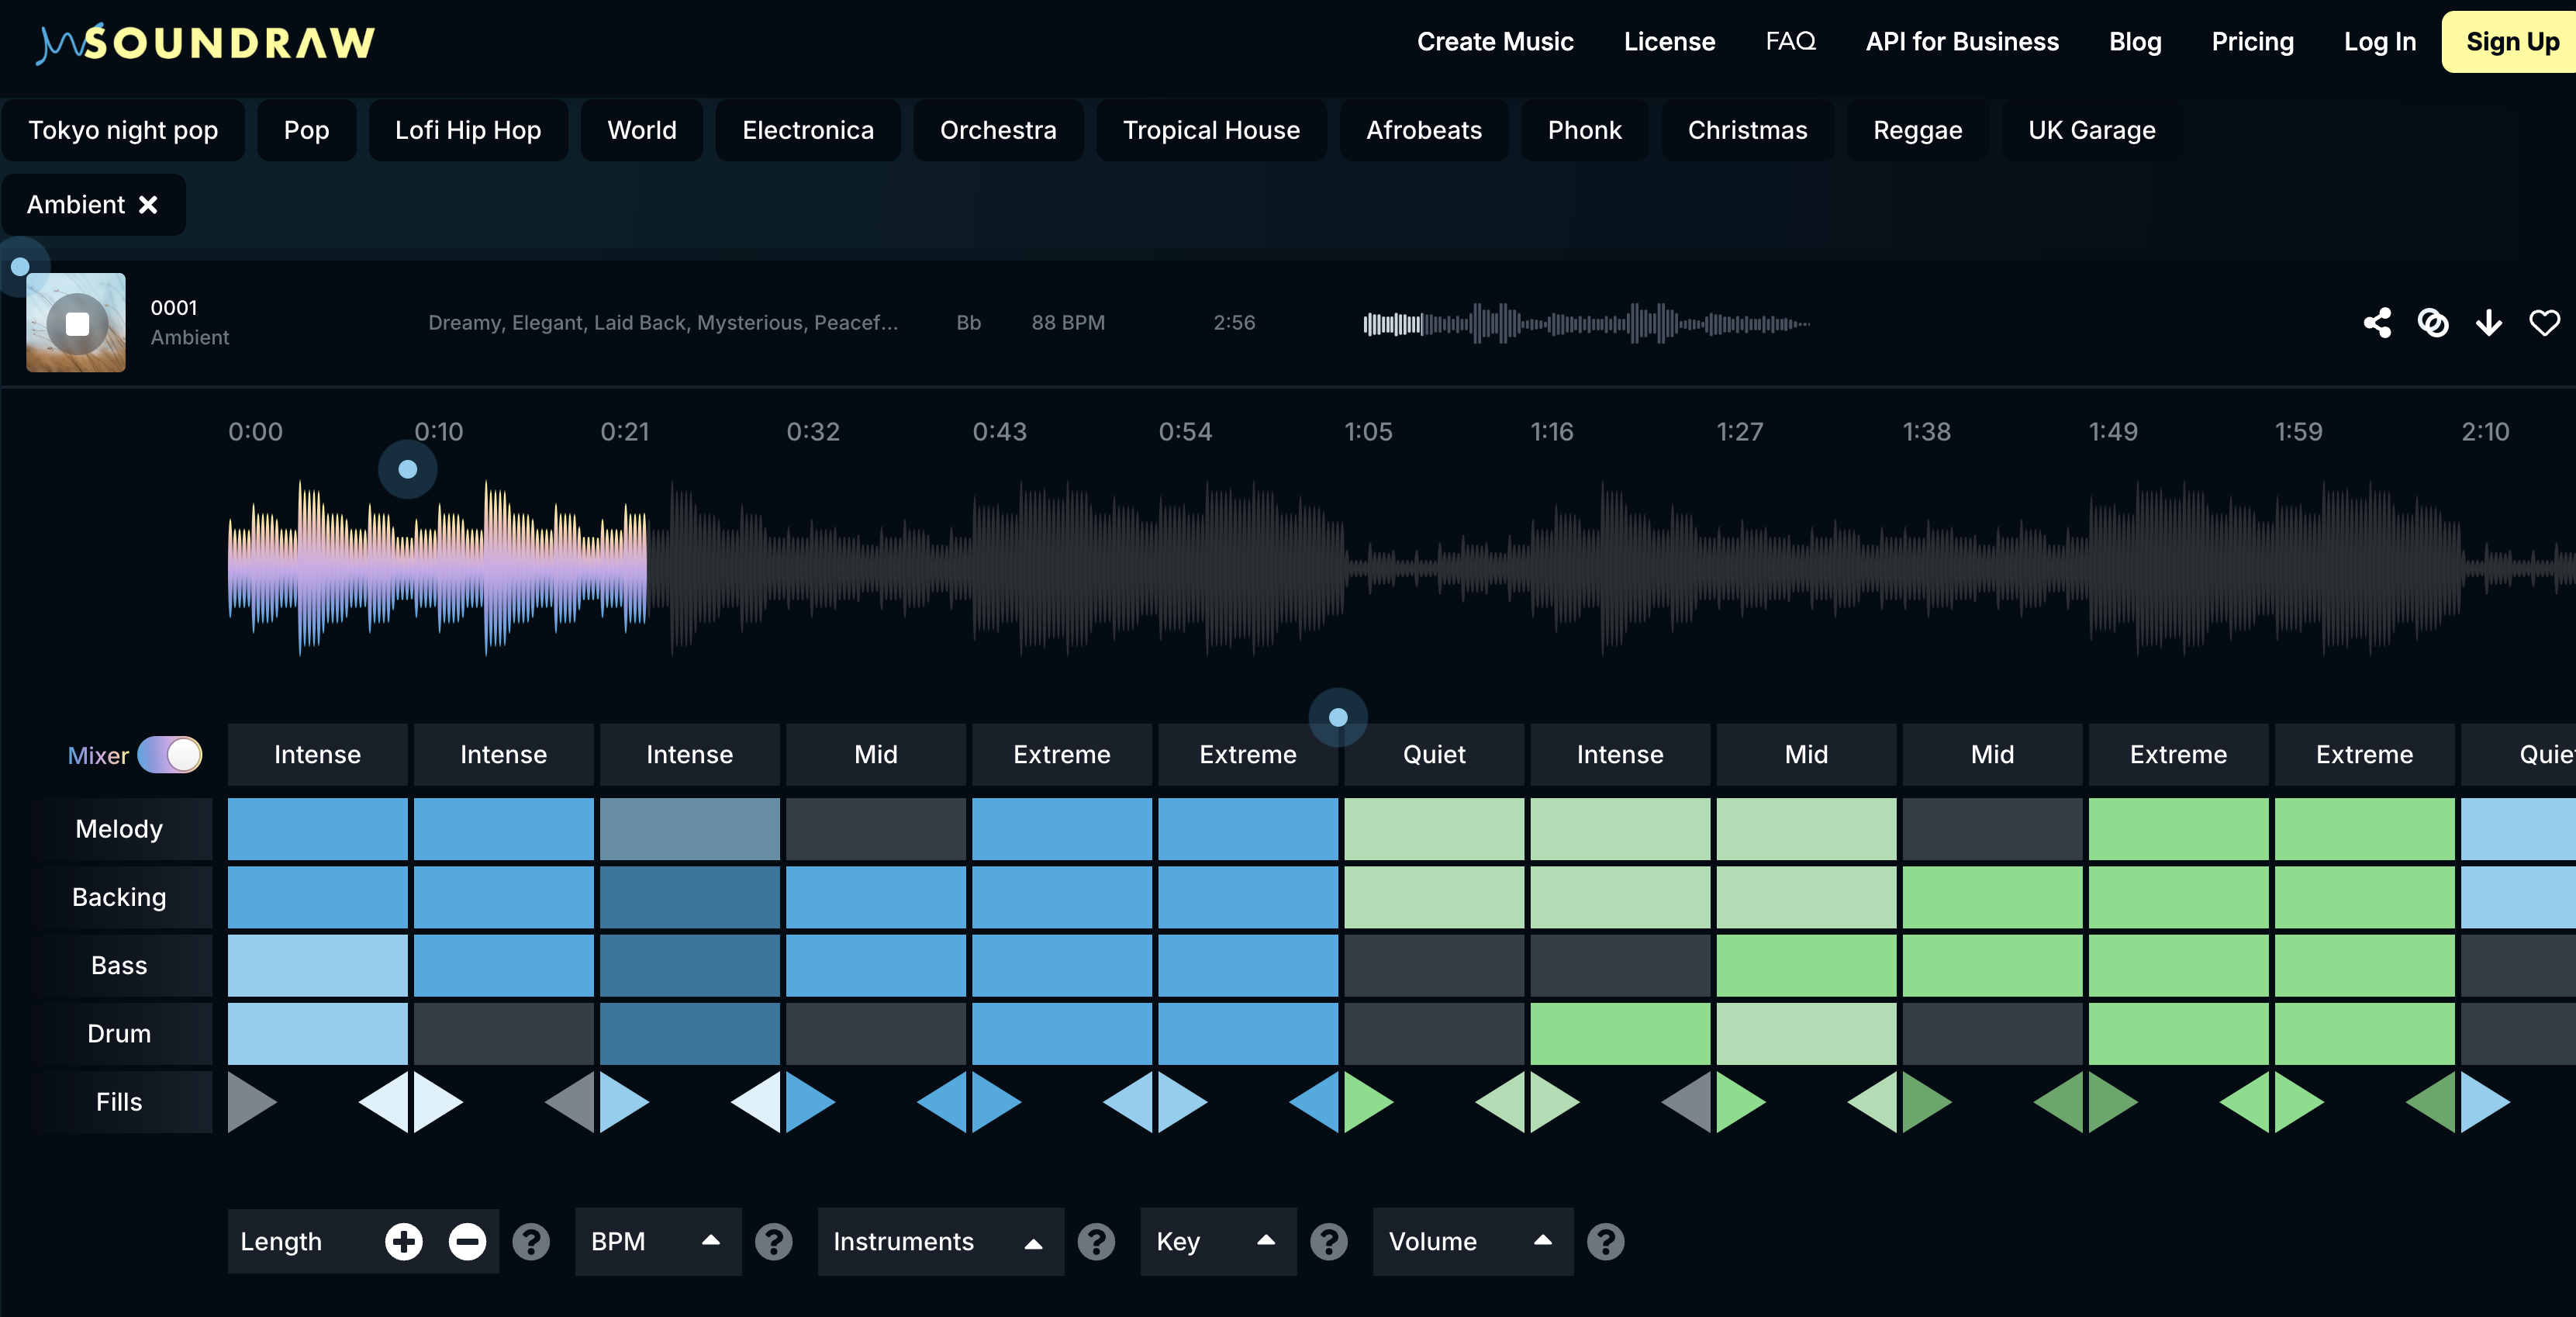 SOUNDRAW Create Music License FAQ API for Business Blog Pricing Log In Sign Up
Tokyo night pop Pop Lofi Hip Hop World Electronica Orchestra Tropical House Afrobeats Phonk Christmas Reggae UK Garage
Ambient
0001
Ambient
Dreamy, Elegant, Laid Back, Mysterious, Peacef... Bb 88 BPM 2:56
0:00 0:10 0:21 0:32 0:43 0:54 1:05 1:16 1:27 1:38 1:49 1:59 2:10
Mixer Intense Intense Intense Mid Extreme Extreme Quiet Intense Mid Mid Extreme Extreme Quie
Melody
Backing
Bass
Drum
Fills
Length ? BPM ? Instruments ? Key ? Volume ?